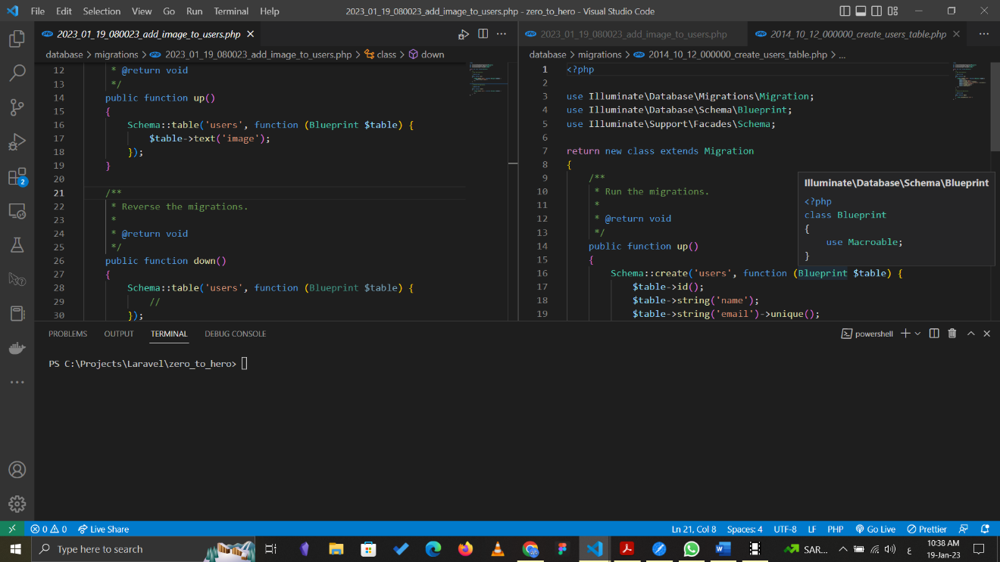 File Edit Selection View Go Run Terminal Help
2023_01_19_080023_add_image_to_users.php - zero_to_hero - Visual Studio Code
2023_01_19_080023_add_image_to_users.php
database > migrations > 2023_01_19_080023_add_image_to_users.php > class > down
12 * @return void
13 */
14 public function up()
15 {
16 Schema::table('users', function (Blueprint $table) {
17 $table->text('image');
18 });
19 }
20
21 /**
22 * Reverse the migrations.
23 *
24 * @return void
25 */
26 public function down()
27 {
28 Schema::table('users', function (Blueprint $table) {
29 //
30 });
2023_01_19_080023_add_image_to_users.php
2014_10_12_000000_create_users_table.php
database > migrations > 2014_10_12_000000_create_users_table.php > ...
1 <?php
2
3 use Illuminate\Database\Migrations\Migration;
4 use Illuminate\Database\Schema\Blueprint;
5 use Illuminate\Support\Facades\Schema;
6
7 return new class extends Migration
8 {
9 /**
10 * Run the migrations.
11 *
12 * @return void
13 */
14 public function up()
15 {
16 Schema::create('users', function (Blueprint $table) {
17 $table->id();
18 $table->string('name');
19 $table->string('email')->unique();
Illuminate\Database\Schema\Blueprint
<?php
class Blueprint
{
use Macroable;
}
2
PROBLEMS OUTPUT TERMINAL DEBUG CONSOLE
powershell
PS C:\Projects\Laravel\zero_to_hero>
0 0 Live Share
Ln 21, Col 8 Spaces: 4 UTF-8 LF PHP Go Live Prettier
Type here to search
SAR...
ع
10:38 AM
19-Jan-23